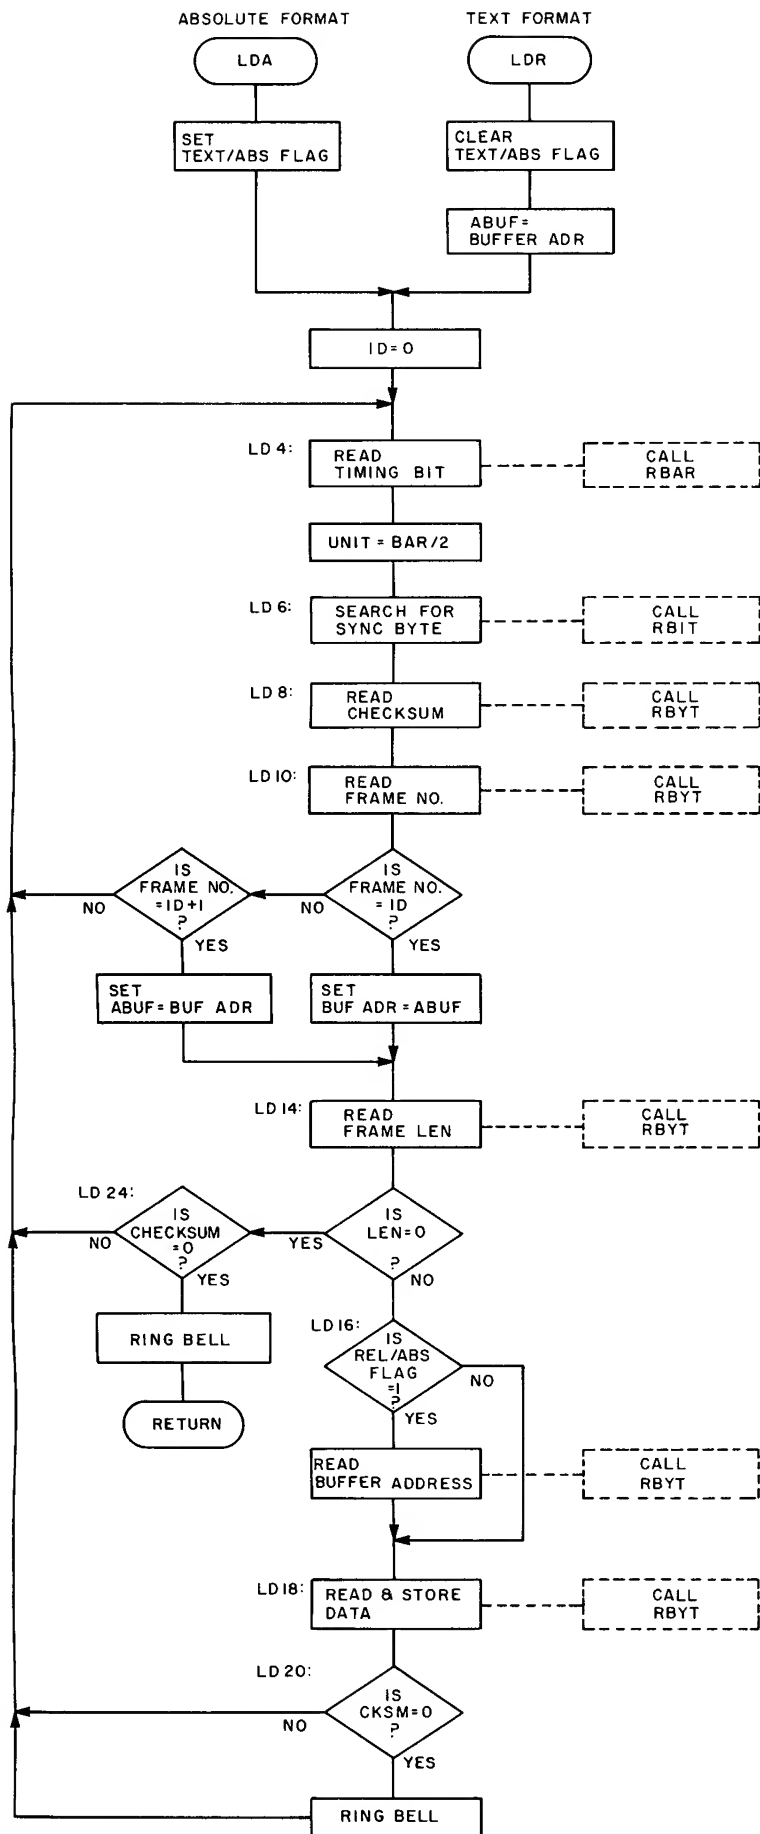 ABSOLUTE FORMAT
TEXT FORMAT
LDA
LDR
SET
TEXT/ABS FLAG
CLEAR
TEXT/ABS FLAG
ABUF=
BUFFER ADR
ID=0
LD 4:
READ
TIMING BIT
CALL
RBAR
UNIT = BAR/2
LD 6:
SEARCH FOR
SYNC BYTE
CALL
RBIT
LD 8:
READ
CHECKSUM
CALL
RBYT
LD 10:
READ
FRAME NO.
CALL
RBYT
IS
FRAME NO.
=ID+1
?
NO
YES
IS
FRAME NO.
= ID
?
NO
YES
SET
ABUF= BUF ADR
SET
BUF ADR = ABUF
LD 14:
READ
FRAME LEN
CALL
RBYT
LD 24:
IS
CHECKSUM
=0
?
NO
YES
IS
LEN=0
?
YES
NO
RING BELL
RETURN
LD 16:
IS
REL/ABS
FLAG
=1
?
NO
YES
READ
BUFFER ADDRESS
CALL
RBYT
LD 18:
READ & STORE
DATA
CALL
RBYT
LD 20:
IS
CKSM=0
?
NO
YES
RING BELL